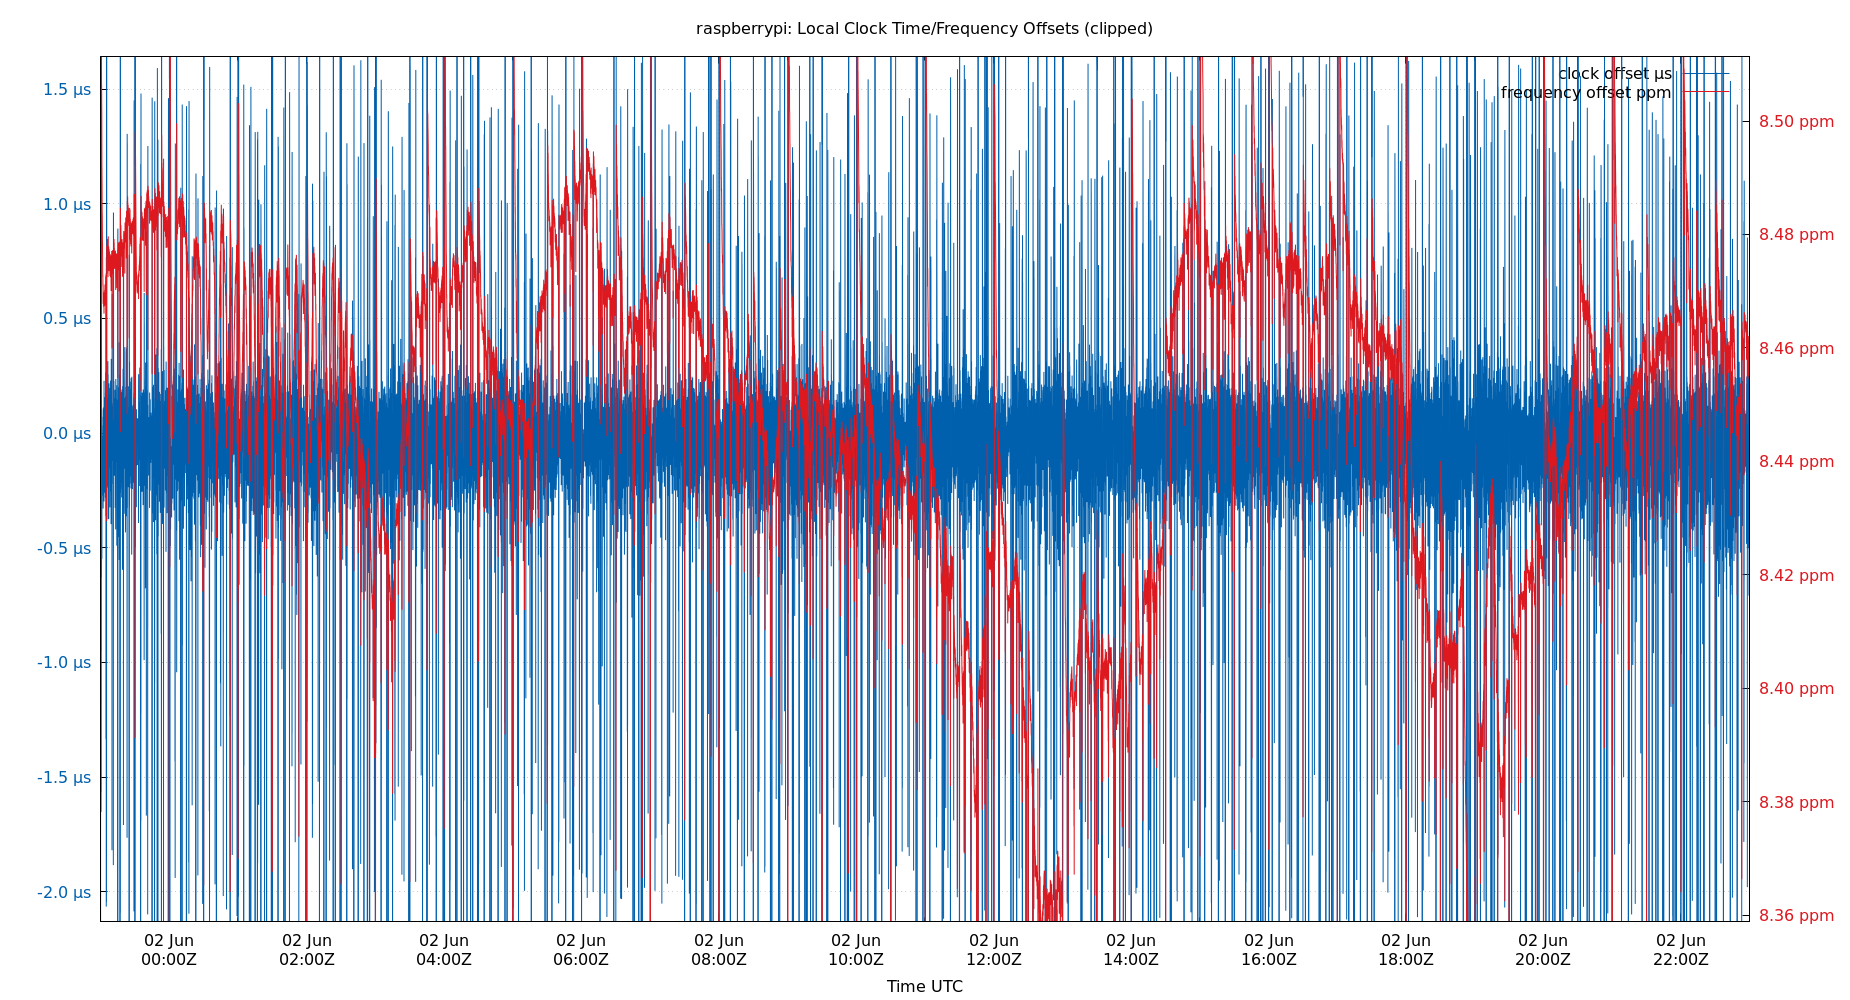 raspberrypi: Local Clock Time/Frequency Offsets (clipped)
clock offset µs
frequency offset ppm
1.5 µs
1.0 µs
0.5 µs
0.0 µs
-0.5 µs
-1.0 µs
-1.5 µs
-2.0 µs
8.50 ppm
8.48 ppm
8.46 ppm
8.44 ppm
8.42 ppm
8.40 ppm
8.38 ppm
8.36 ppm
02 Jun 02 Jun 02 Jun 02 Jun 02 Jun 02 Jun 02 Jun 02 Jun 02 Jun 02 Jun 02 Jun 02 Jun
00:00Z 02:00Z 04:00Z 06:00Z 08:00Z 10:00Z 12:00Z 14:00Z 16:00Z 18:00Z 20:00Z 22:00Z
Time UTC